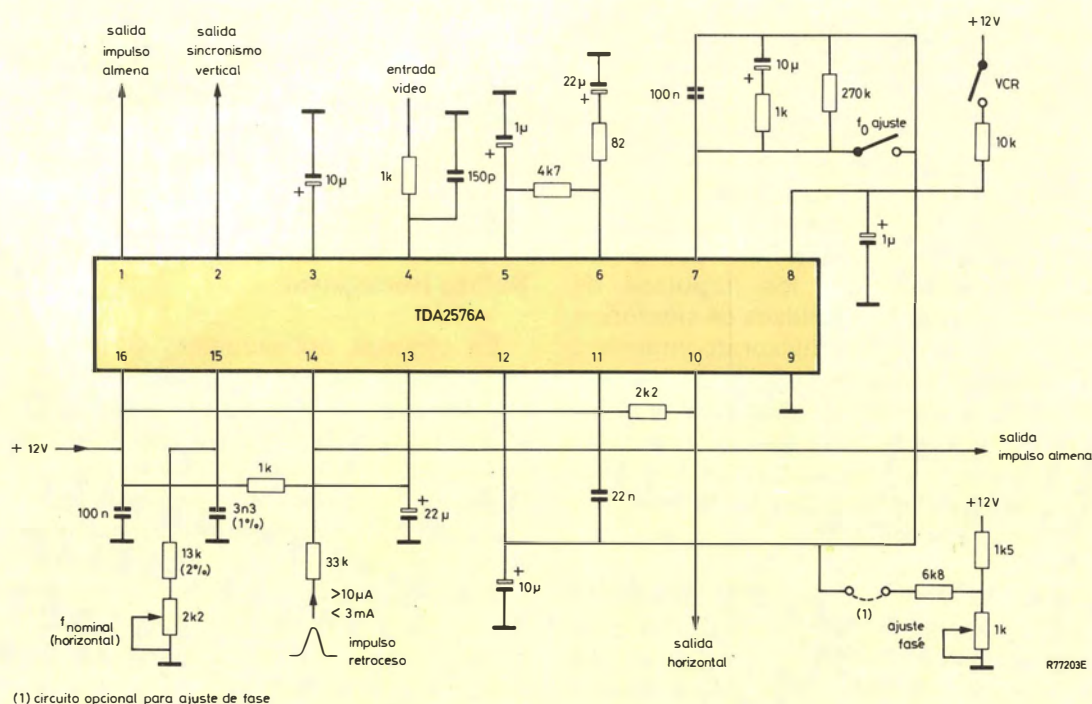 salida
impulso
almena
salida
sincronismo
vertical
entrada
video
+12V
VCR
10µ
+
1k
150p
1µ
+
4k7
22µ
+
82
100n
10µ
+
1k
270k
f0 ajuste
10k
+
1µ
1 2 3 4 5 6 7 8
TDA2576A
16 15 14 13 12 11 10 9
2k2
+ 12V
salida
impulso almena
1k
100n
3n3
(1%)
+
22µ
22n
+12V
13k
(2%)
33k
+
10µ
1k5
6k8
>10µA
< 3mA
(1)
fnominal
(horizontal)
2k2
impulso
retroceso
salida
horizontal
ajuste
fase
1k
R77203E
(1) circuito opcional para ajuste de fase